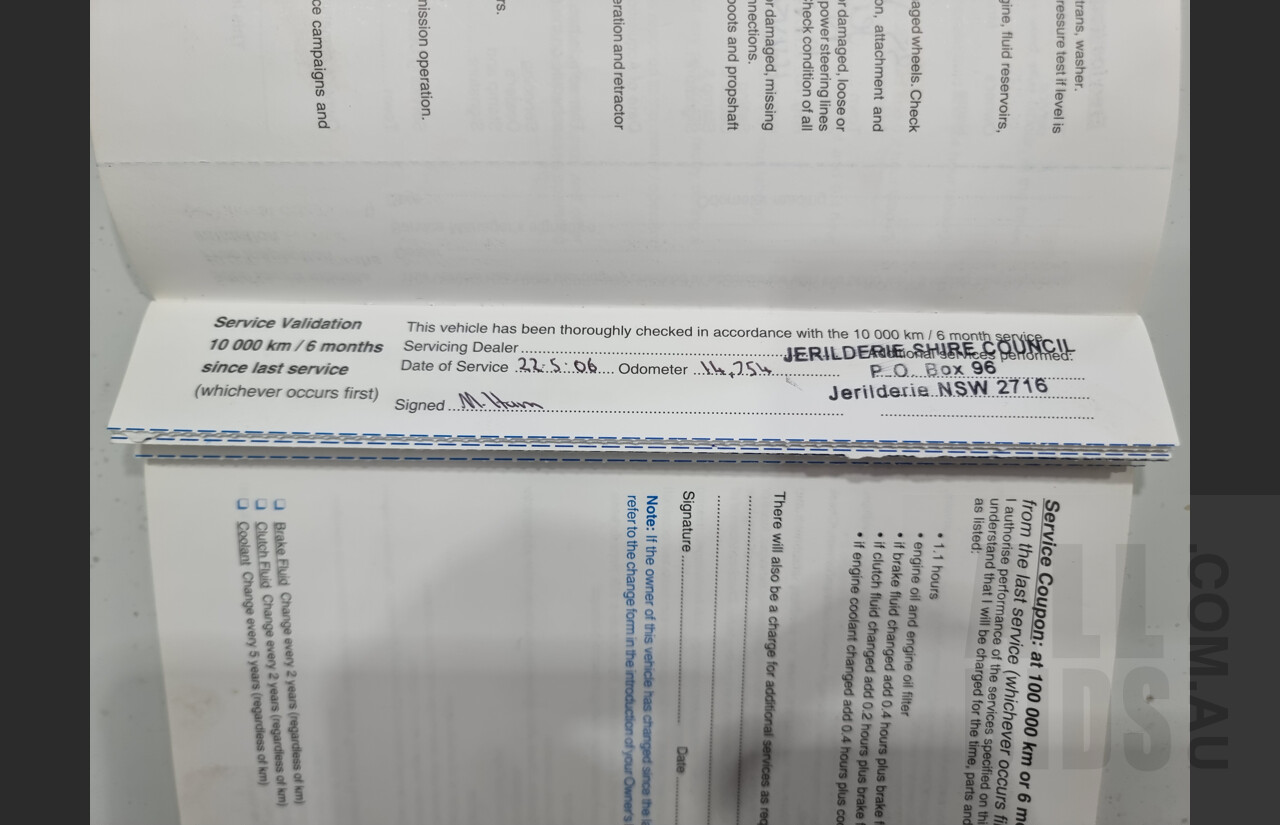 trans, washer.
ressure test if level is
gine, fluid reservoirs,
aged wheels. Check
on, attachment and
or damaged, loose or
power steering lines
heck condition of all
or damaged, missing
nnections.
boots and propshaft
eration and retractor
rs.
mission operation.
ce campaigns and
Service Validation
10 000 km / 6 months
since last service
(whichever occurs first)
This vehicle has been thoroughly checked in accordance with the 10 000 km / 6 month service.
Servicing Dealer
Additional services performed:
JERILDERIE SHIRE COUNCIL
P.O. Box 96
Jerilderie NSW 2716
Date of Service 22.5.06 Odometer 14,754
Signed M. Ham
Service Coupon: at 100 000 km or 6 m
from the last service (whichever occurs fi
I authorise performance of the services specified on thi
understand that I will be charged for the time, parts and
as listed:
• 1.1 hours
• engine oil and engine oil filter
• if brake fluid changed add 0.4 hours plus brake f
• if clutch fluid changed add 0.2 hours plus brake f
• if engine coolant changed add 0.4 hours plus co
There will also be a charge for additional services as req
Signature Date
Note: If the owner of this vehicle has changed since the la
refer to the change form in the introduction of your Owner's
❏ Brake Fluid Change every 2 years (regardless of km)
❏ Clutch Fluid Change every 2 years (regardless of km)
❏ Coolant Change every 5 years (regardless of km)
.COM.AU